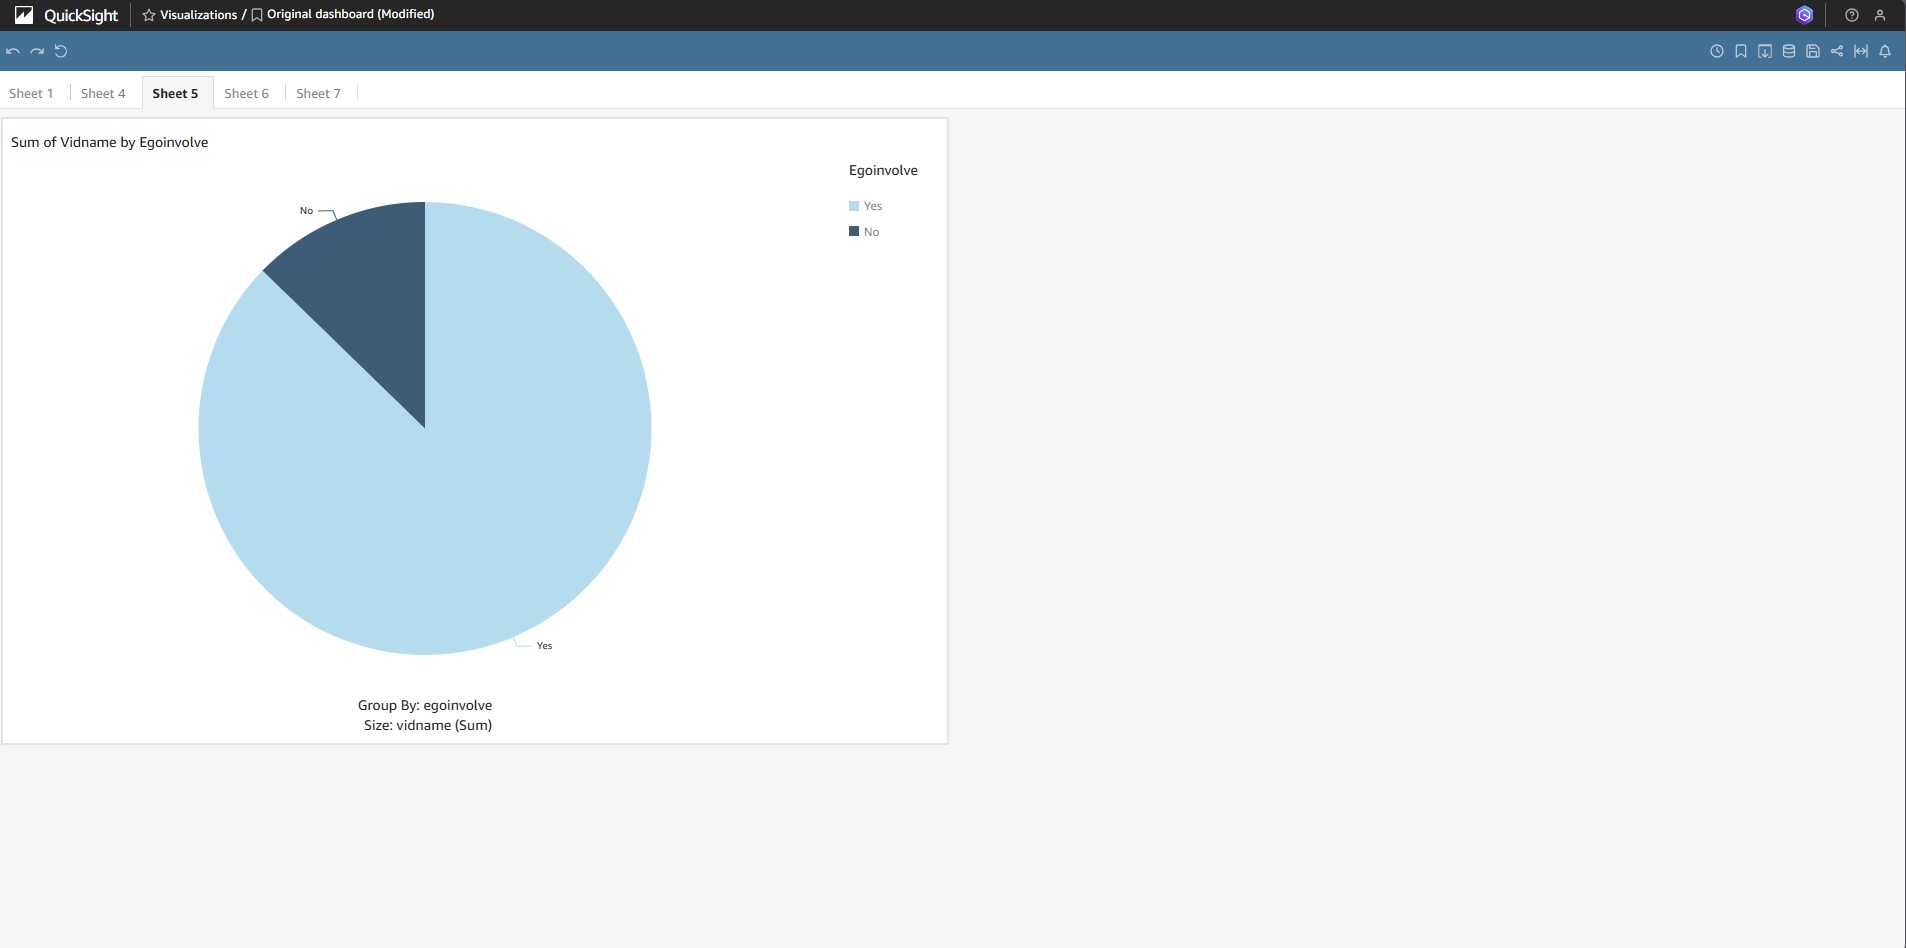 QuickSight
Visualizations / Original dashboard (Modified)
Sheet 1
Sheet 4
Sheet 5
Sheet 6
Sheet 7
Sum of Vidname by Egoinvolve
Egoinvolve
Yes
No
No
Yes
Group By: egoinvolve
Size: vidname (Sum)